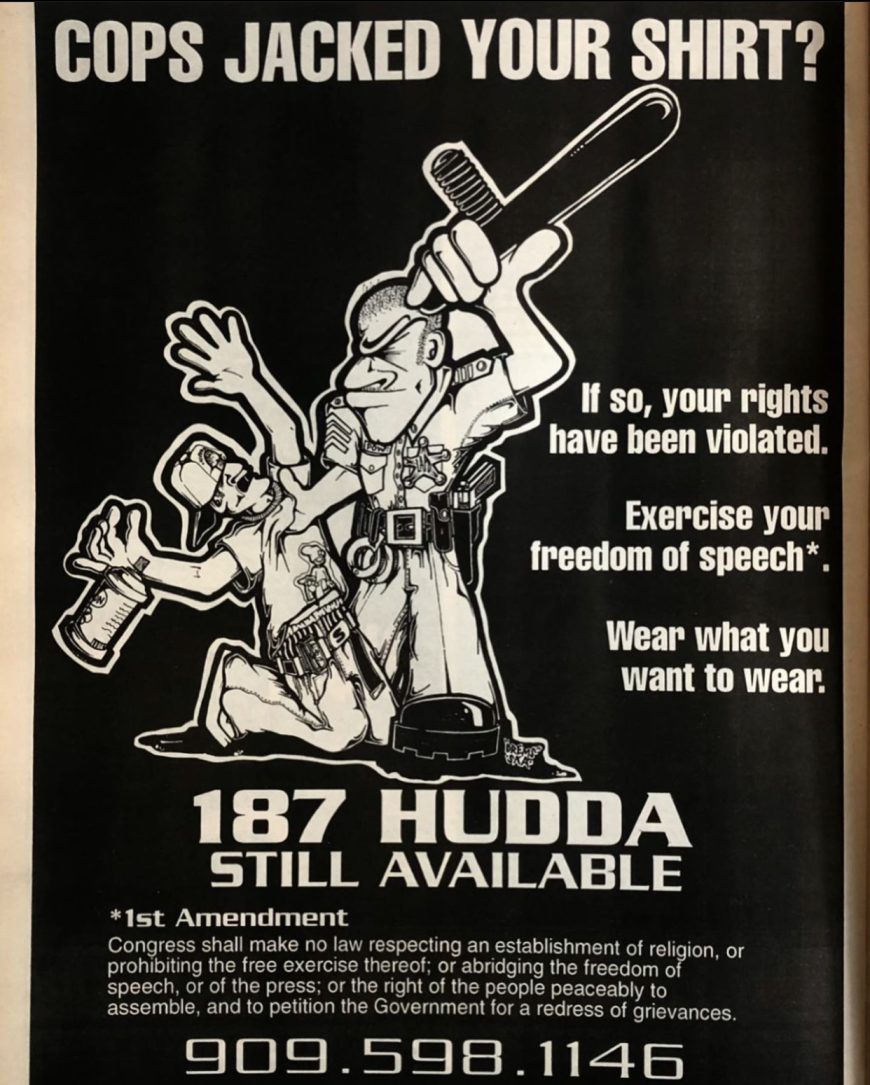 COPS JACKED YOUR SHIRT?
If so, your rights
have been violated.
Exercise your
freedom of speech*.
Wear what you
want to wear.
187 HUDDA
STILL AVAILABLE
*1st Amendment
Congress shall make no law respecting an establishment of religion, or
prohibiting the free exercise thereof; or abridging the freedom of
speech, or of the press; or the right of the people peaceably to
assemble, and to petition the Government for a redress of grievances.
909.598.1146